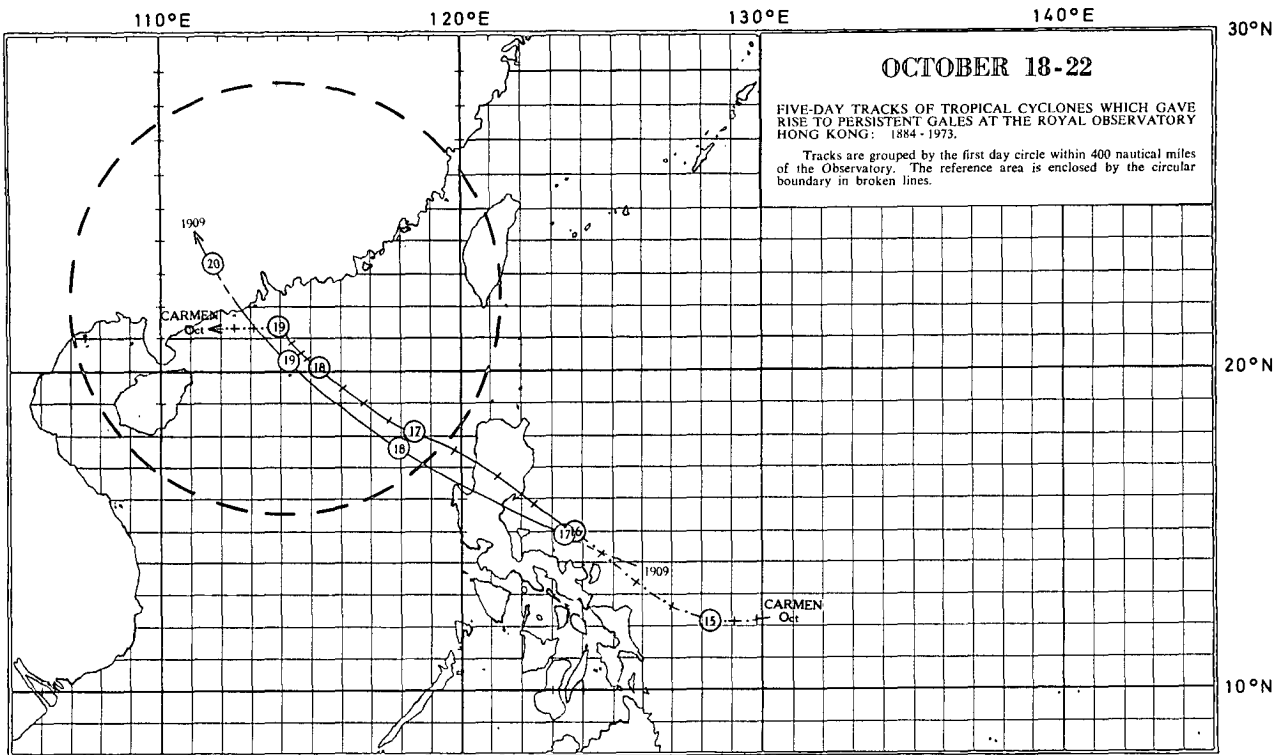 110°E 120°E 130°E 140°E
30°N
OCTOBER 18-22
FIVE-DAY TRACKS OF TROPICAL CYCLONES WHICH GAVE
RISE TO PERSISTENT GALES AT THE ROYAL OBSERVATORY
HONG KONG: 1884 - 1973.
Tracks are grouped by the first day circle within 400 nautical miles
of the Observatory. The reference area is enclosed by the circular
boundary in broken lines.
1909
20
CARMEN
Oct
19
19
18
20°N
17
18
17
16
1909
CARMEN
Oct
15
10°N